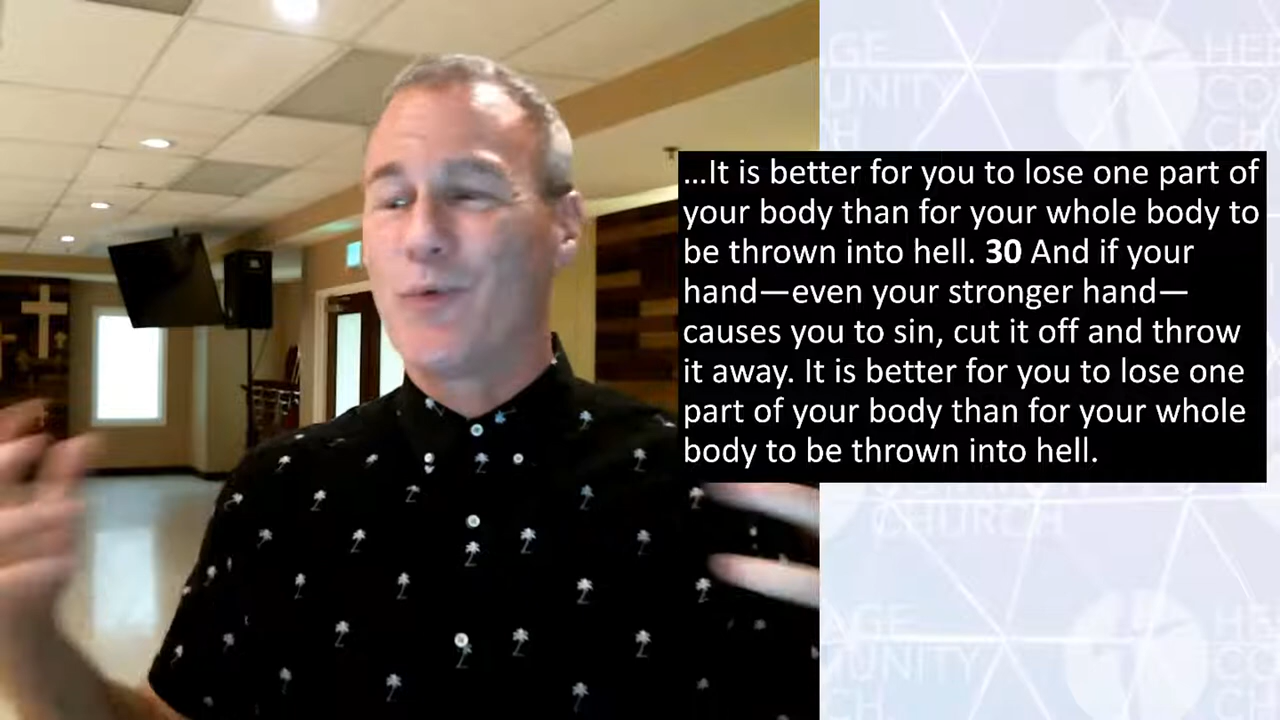 …It is better for you to lose one part of
your body than for your whole body to
be thrown into hell. 30 And if your
hand—even your stronger hand—
causes you to sin, cut it off and throw
it away. It is better for you to lose one
part of your body than for your whole
body to be thrown into hell.
CHURCH